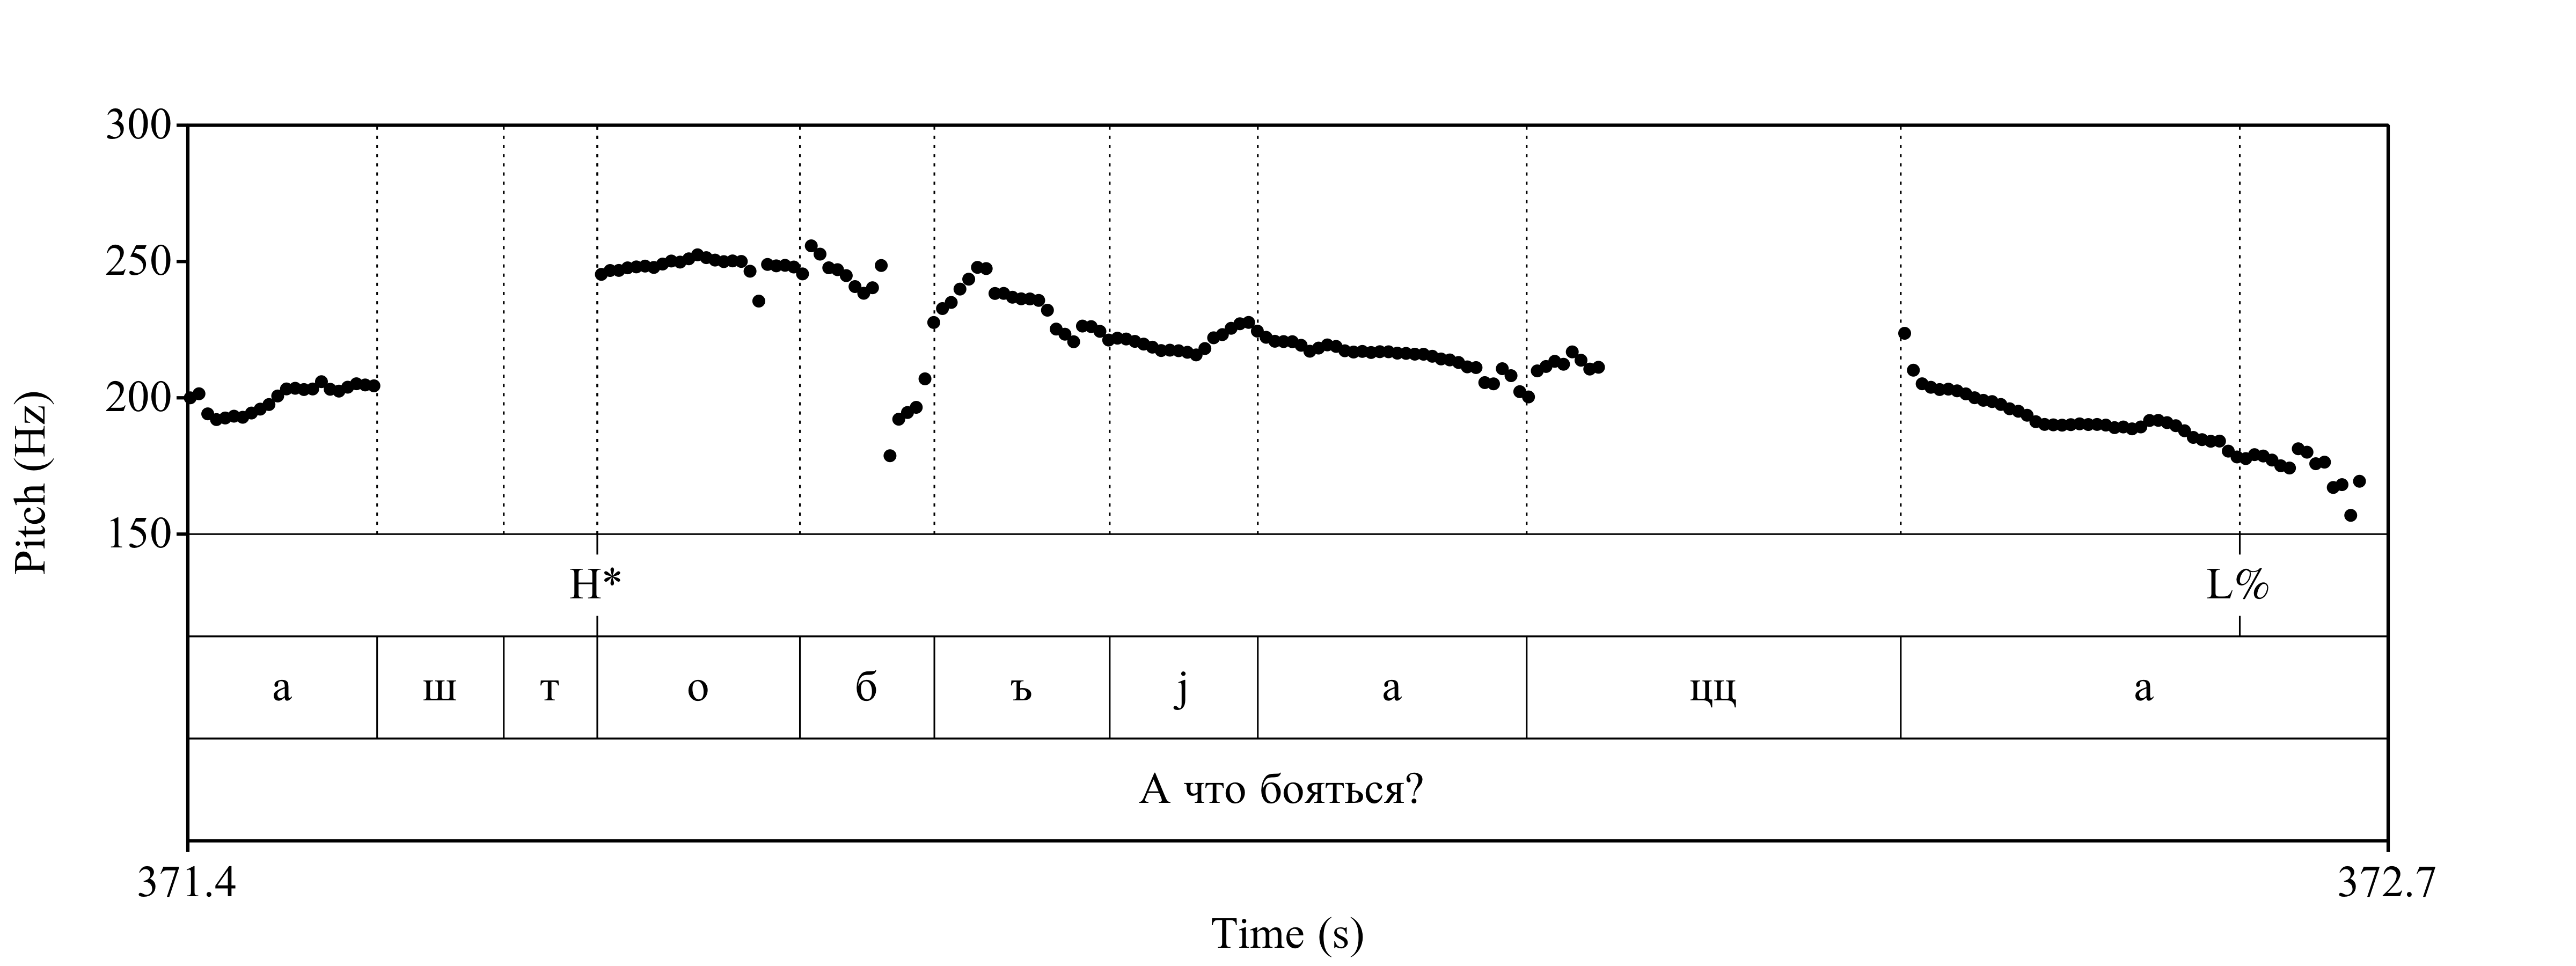 300
250
200
150
Pitch (Hz)
H* L%
а ш т о б ъ j а цц а
А что бояться?
371.4 372.7
Time (s)